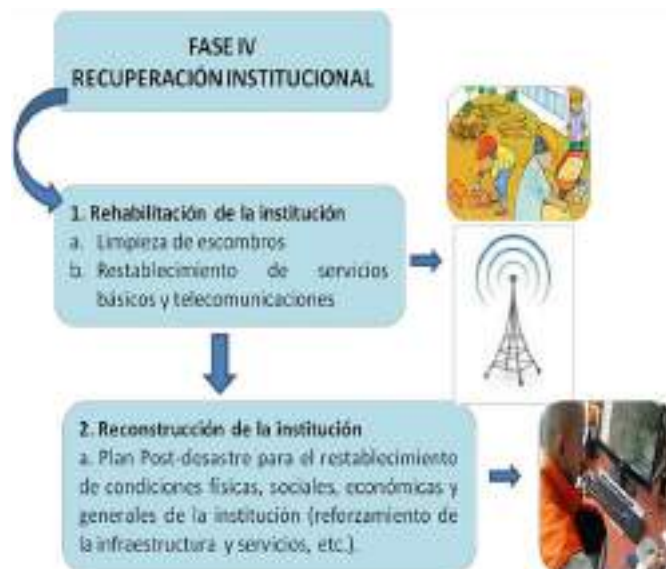 FASE IV
RECUPERACIÓN INSTITUCIONAL
1. Rehabilitación de la institución
a. Limpieza de escombros
b. Restablecimiento de servicios
básicos y telecomunicaciones
2. Reconstrucción de la institución
a. Plan Post-desastre para el restablecimiento
de condiciones físicas, sociales, económicas y
generales de la institución (reforzamiento de
la infraestructura y servicios, etc.).